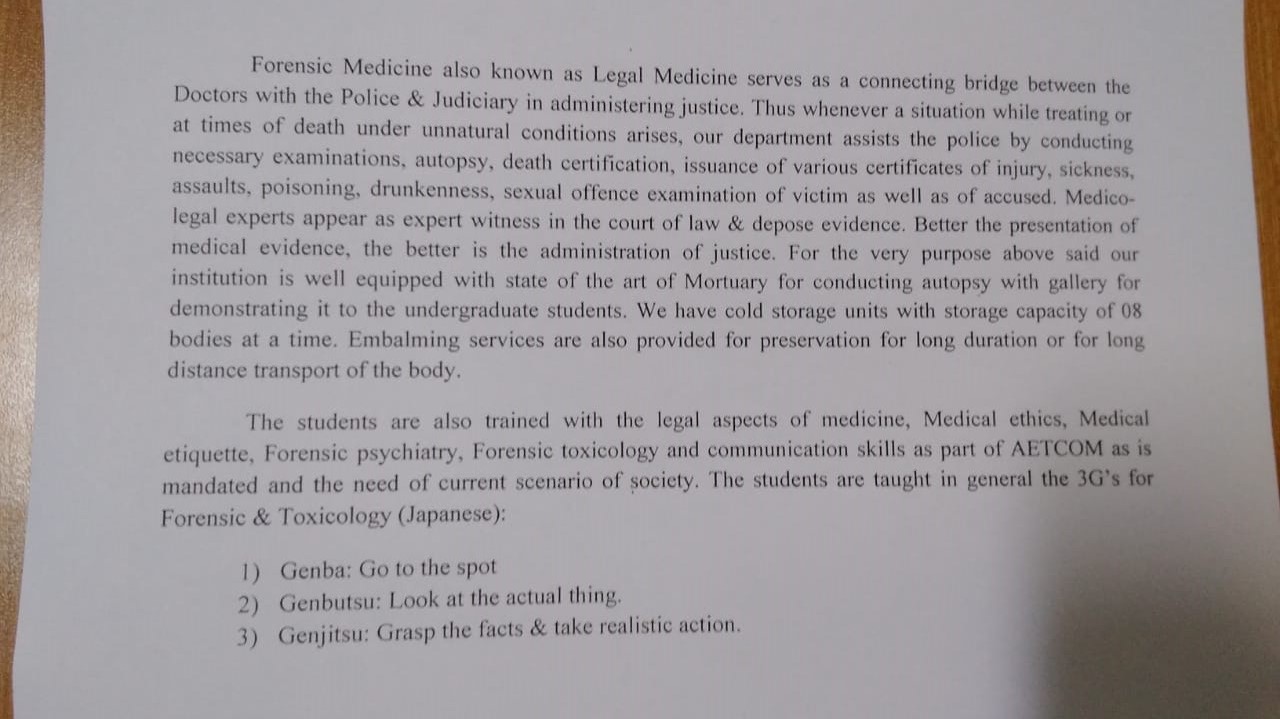 Forensic Medicine also known as Legal Medicine serves as a connecting bridge between the
Doctors with the Police & Judiciary in administering justice. Thus whenever a situation while treating or
at times of death under unnatural conditions arises, our department assists the police by conducting
necessary examinations, autopsy, death certification, issuance of various certificates of injury, sickness,
assaults, poisoning, drunkenness, sexual offence examination of victim as well as of accused. Medico-
legal experts appear as expert witness in the court of law & depose evidence. Better the presentation of
medical evidence, the better is the administration of justice. For the very purpose above said our
institution is well equipped with state of the art of Mortuary for conducting autopsy with gallery for
demonstrating it to the undergraduate students. We have cold storage units with storage capacity of 08
bodies at a time. Embalming services are also provided for preservation for long duration or for long
distance transport of the body.
The students are also trained with the legal aspects of medicine, Medical ethics, Medical
etiquette, Forensic psychiatry, Forensic toxicology and communication skills as part of AETCOM as is
mandated and the need of current scenario of society. The students are taught in general the 3G's for
Forensic & Toxicology (Japanese):
1) Genba: Go to the spot
2) Genbutsu: Look at the actual thing.
3) Genjitsu: Grasp the facts & take realistic action.